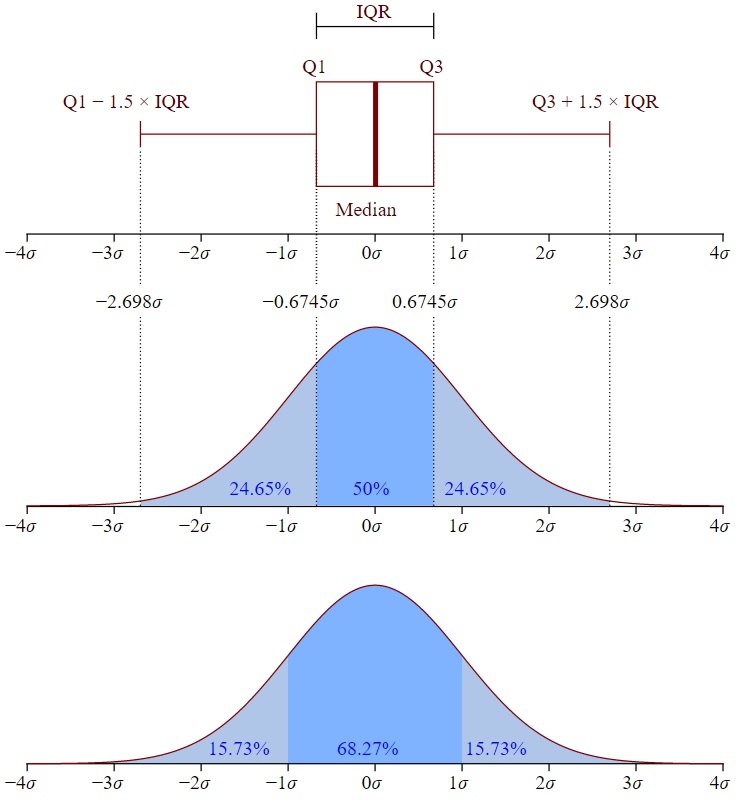 IQR
Q1 Q3
Q1 − 1.5 × IQR Q3 + 1.5 × IQR
Median
−4σ −3σ −2σ −1σ 0σ 1σ 2σ 3σ 4σ
−2.698σ −0.6745σ 0.6745σ 2.698σ
24.65% 50% 24.65%
−4σ −3σ −2σ −1σ 0σ 1σ 2σ 3σ 4σ
15.73% 68.27% 15.73%
−4σ −3σ −2σ −1σ 0σ 1σ 2σ 3σ 4σ